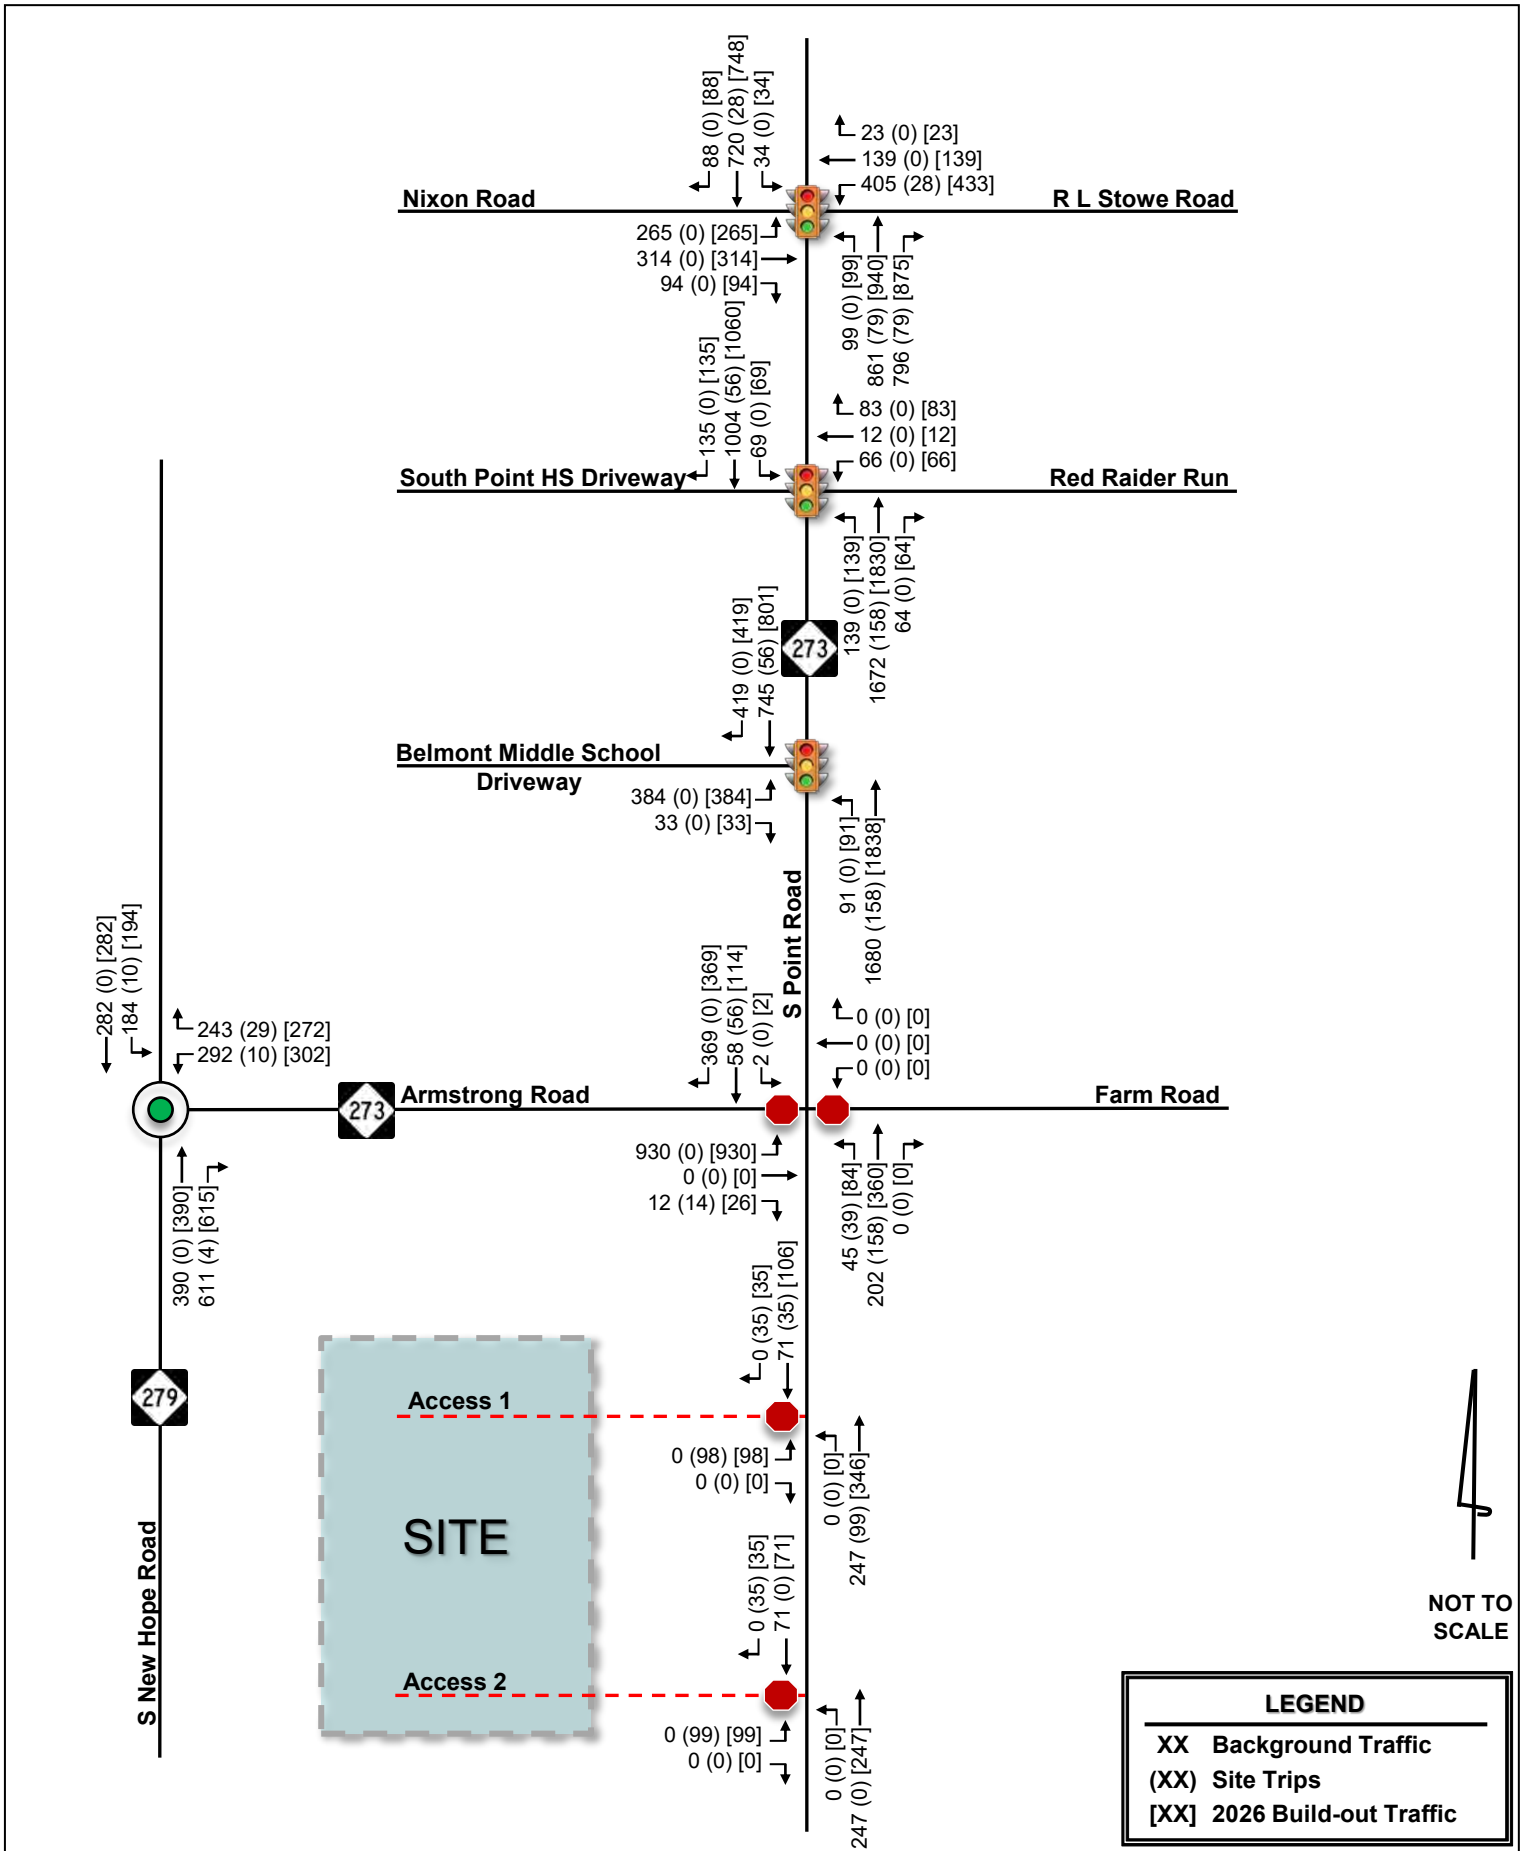 88 (0) [88]
720 (28) [748]
34 (0) [34]
23 (0) [23]
139 (0) [139]
405 (28) [433]
Nixon Road
R L Stowe Road
265 (0) [265]
314 (0) [314]
94 (0) [94]
99 (0) [99]
861 (79) [940]
796 (79) [875]
135 (0) [135]
1004 (56) [1060]
69 (0) [69]
83 (0) [83]
12 (0) [12]
66 (0) [66]
South Point HS Driveway
Red Raider Run
139 (0) [139]
1672 (158) [1830]
64 (0) [64]
273
419 (0) [419]
745 (56) [801]
Belmont Middle School
Driveway
384 (0) [384]
33 (0) [33]
91 (0) [91]
1680 (158) [1838]
S Point Road
282 (0) [282]
184 (10) [194]
243 (29) [272]
292 (10) [302]
369 (0) [369]
58 (56) [114]
2 (0) [2]
0 (0) [0]
0 (0) [0]
0 (0) [0]
273
Armstrong Road
Farm Road
930 (0) [930]
0 (0) [0]
12 (14) [26]
45 (39) [84]
202 (158) [360]
0 (0) [0]
390 (0) [390]
611 (4) [615]
0 (35) [35]
71 (35) [106]
279
Access 1
0 (98) [98]
0 (0) [0]
0 (0) [0]
247 (99) [346]
SITE
S New Hope Road
0 (35) [35]
71 (0) [71]
Access 2
0 (99) [99]
0 (0) [0]
0 (0) [0]
247 (0) [247]
NOT TO
SCALE
LEGEND
XX Background Traffic
(XX) Site Trips
[XX] 2026 Build-out Traffic